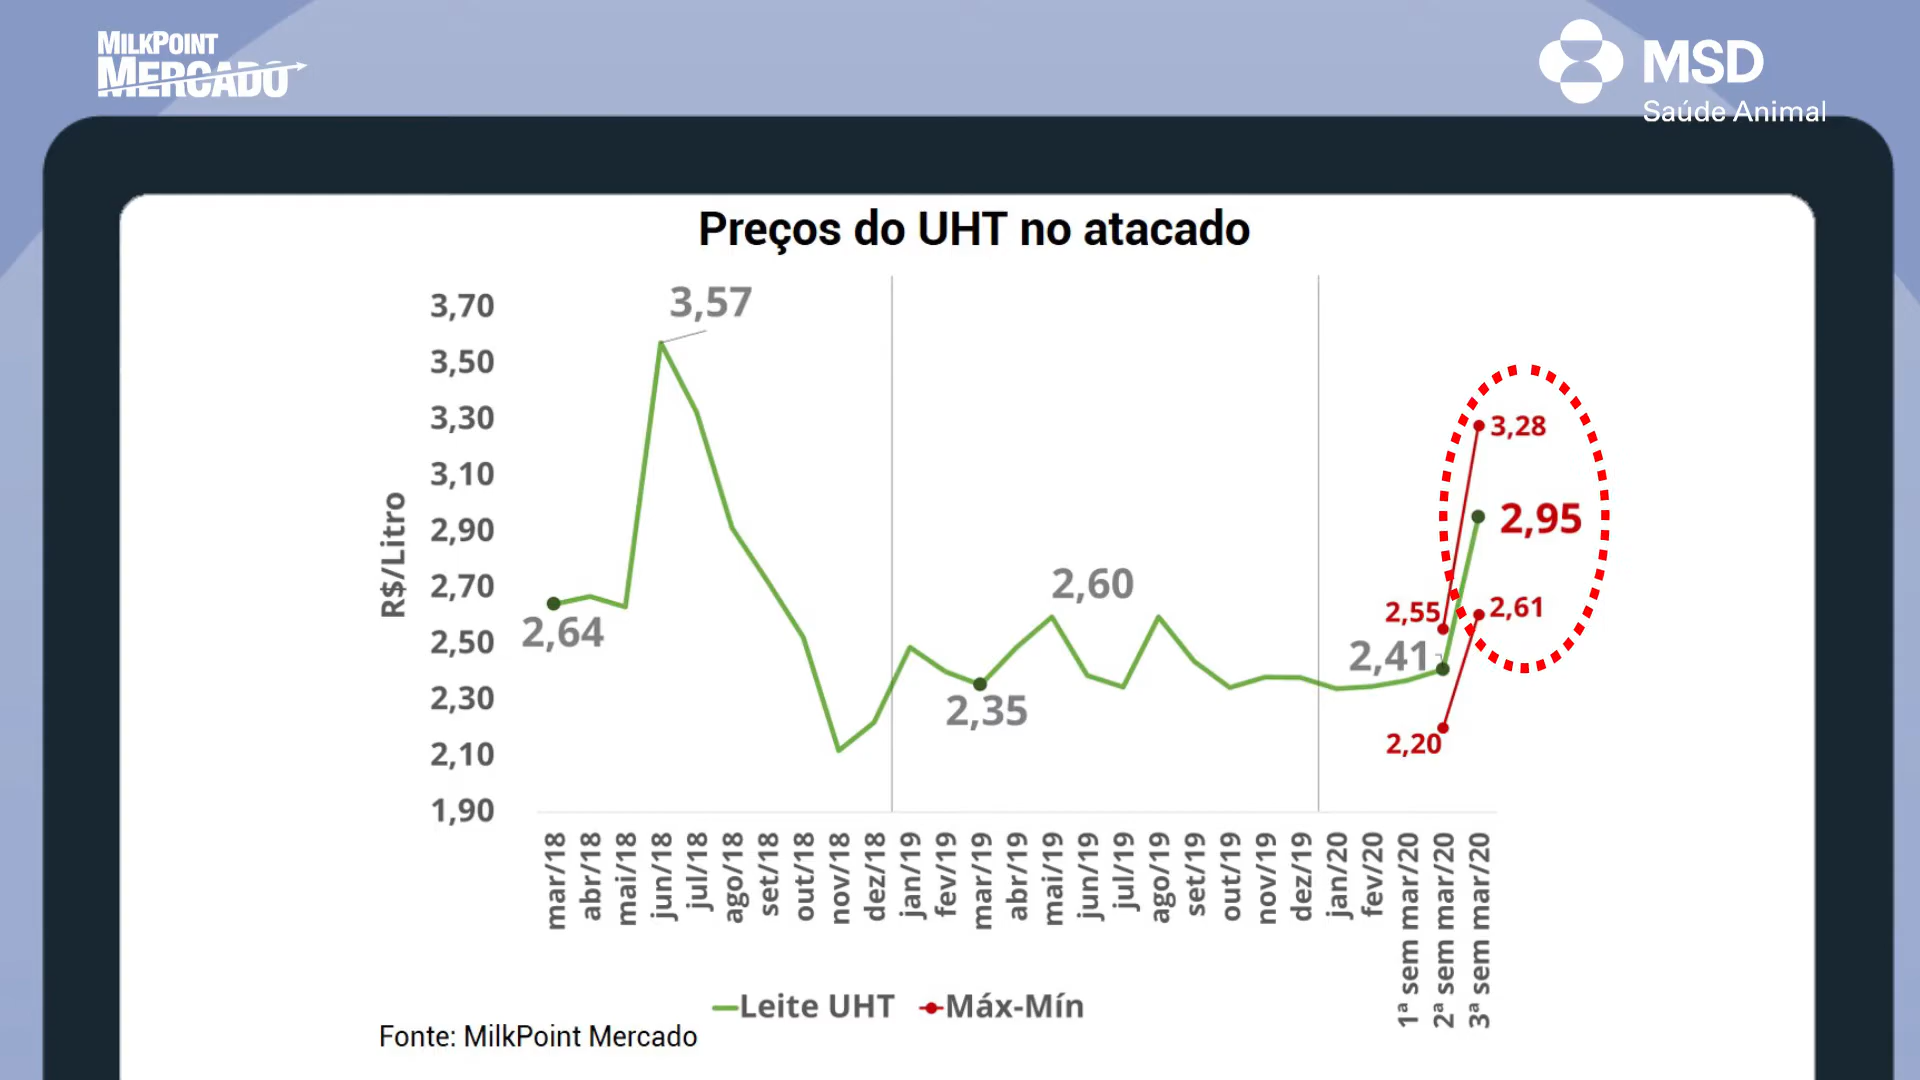 MILKPOINT
MERCADO
MSD
Saúde Animal
Preços do UHT no atacado
R$/Litro
3,70
3,50
3,30
3,10
2,90
2,70
2,50
2,30
2,10
1,90
3,57
2,64
2,35
2,60
2,41
2,55
2,20
3,28
2,95
2,61
mar/18
abr/18
mai/18
jun/18
jul/18
ago/18
set/18
out/18
nov/18
dez/18
jan/19
fev/19
mar/19
abr/19
mai/19
jun/19
jul/19
ago/19
set/19
out/19
nov/19
dez/19
jan/20
fev/20
1ª sem mar/20
2ª sem mar/20
3ª sem mar/20
Leite UHT
Máx-Mín
Fonte: MilkPoint Mercado